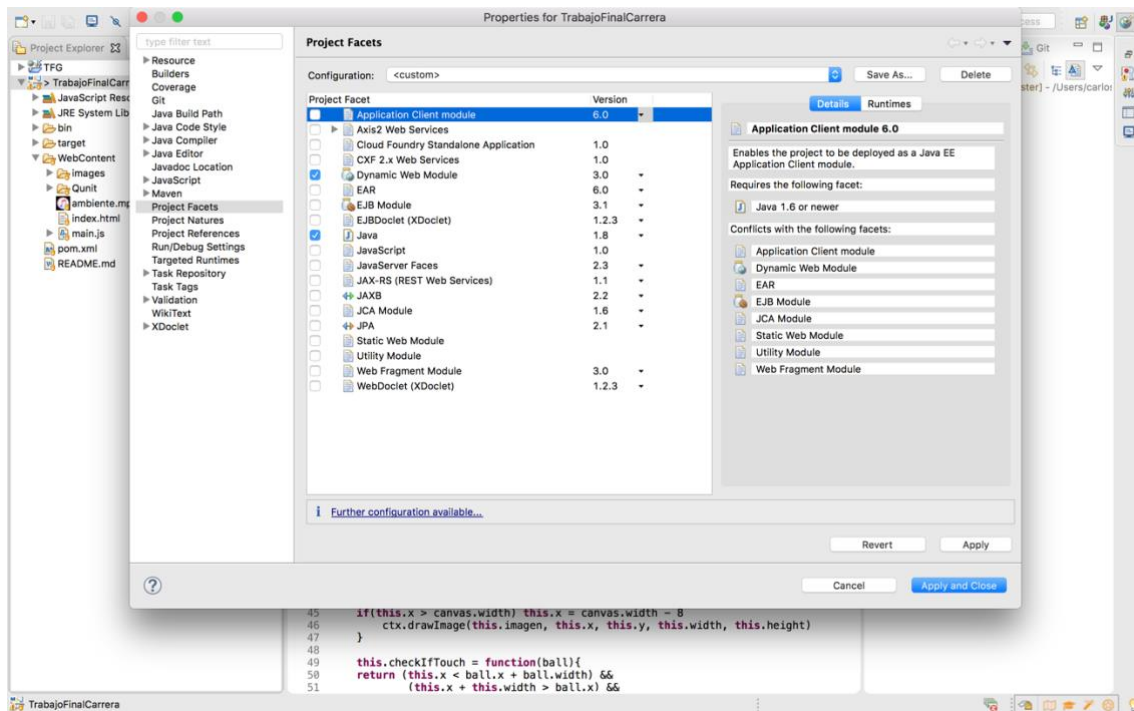 Properties for TrabajoFinalCarrera
Project Explorer
TFG
> TrabajoFinalCarr
JavaScript Reso
JRE System Lib
bin
target
WebContent
images
Qunit
ambiente.mp
index.html
main.js
pom.xml
README.md
type filter text
Resource
Builders
Coverage
Git
Java Build Path
Java Code Style
Java Compiler
Java Editor
Javadoc Location
JavaScript
Maven
Project Facets
Project Natures
Project References
Run/Debug Settings
Targeted Runtimes
Task Repository
Task Tags
Validation
WikiText
XDoclet
Project Facets
Configuration: <custom> Save As... Delete
Project Facet Version
Application Client module 6.0
Axis2 Web Services
Cloud Foundry Standalone Application 1.0
CXF 2.x Web Services 1.0
Dynamic Web Module 3.0
EAR 6.0
EJB Module 3.1
EJBDoclet (XDoclet) 1.2.3
Java 1.8
JavaScript 1.0
JavaServer Faces 2.3
JAX-RS (REST Web Services) 1.1
JAXB 2.2
JCA Module 1.6
JPA 2.1
Static Web Module
Utility Module
Web Fragment Module 3.0
WebDoclet (XDoclet) 1.2.3
Details Runtimes
Application Client module 6.0
Enables the project to be deployed as a Java EE
Application Client module.
Requires the following facet:
Java 1.6 or newer
Conflicts with the following facets:
Application Client module
Dynamic Web Module
EAR
EJB Module
JCA Module
Static Web Module
Utility Module
Web Fragment Module
i Further configuration available...
Revert Apply
? Cancel Apply and Close
cess
Git
ster] - /Users/carlos
45 if(this.x > canvas.width) this.x = canvas.width - 8
46 ctx.drawImage(this.imagen, this.x, this.y, this.width, this.height)
47 }
48
49 this.checkIfTouch = function(ball){
50 return (this.x < ball.x + ball.width) &&
51 (this.x + this.width > ball.x) &&
TrabajoFinalCarrera